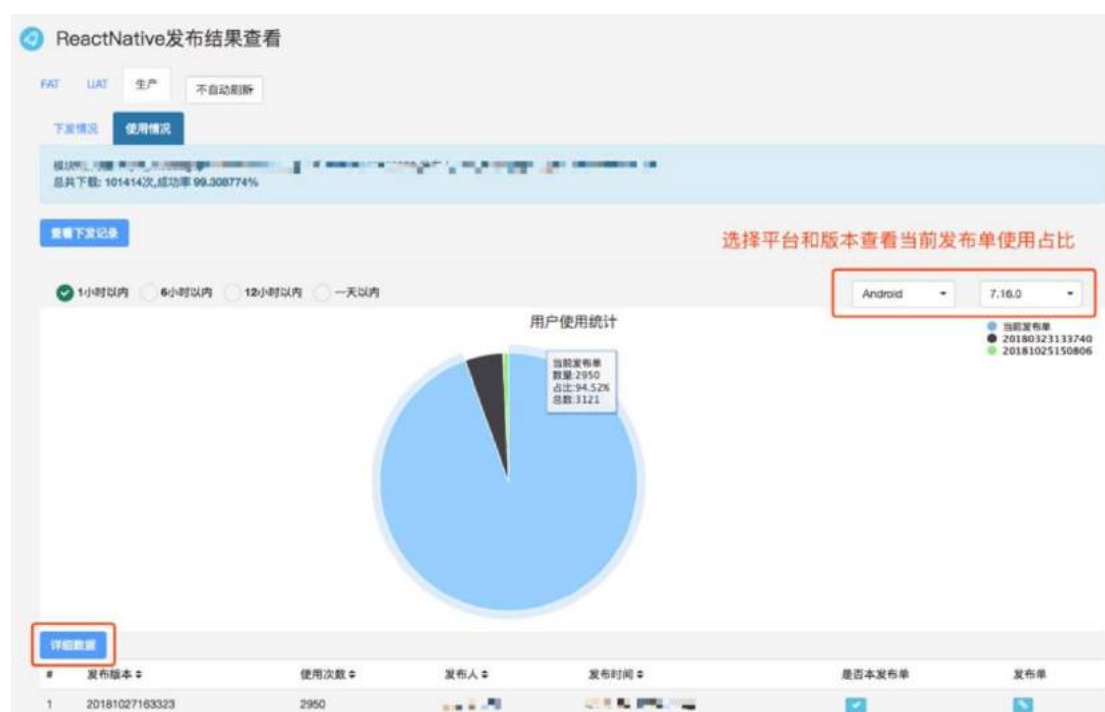 ReactNative发布结果查看
FAT UAT 生产 不自动刷新
下发情况 使用情况
总共下载: 101414次,成功率 99.308774%
查看下发记录
选择平台和版本查看当前发布单使用占比
1小时以内 6小时以内 12小时以内 一天以内
Android 7.16.0
用户使用统计
当前发布单
20180323133740
20181025150806
当前发布单
数量:2950
占比:94.52%
总数:3121
详细数据
# 发布版本 使用次数 发布人 发布时间 是否本发布单 发布单
1 20181027163323 2950